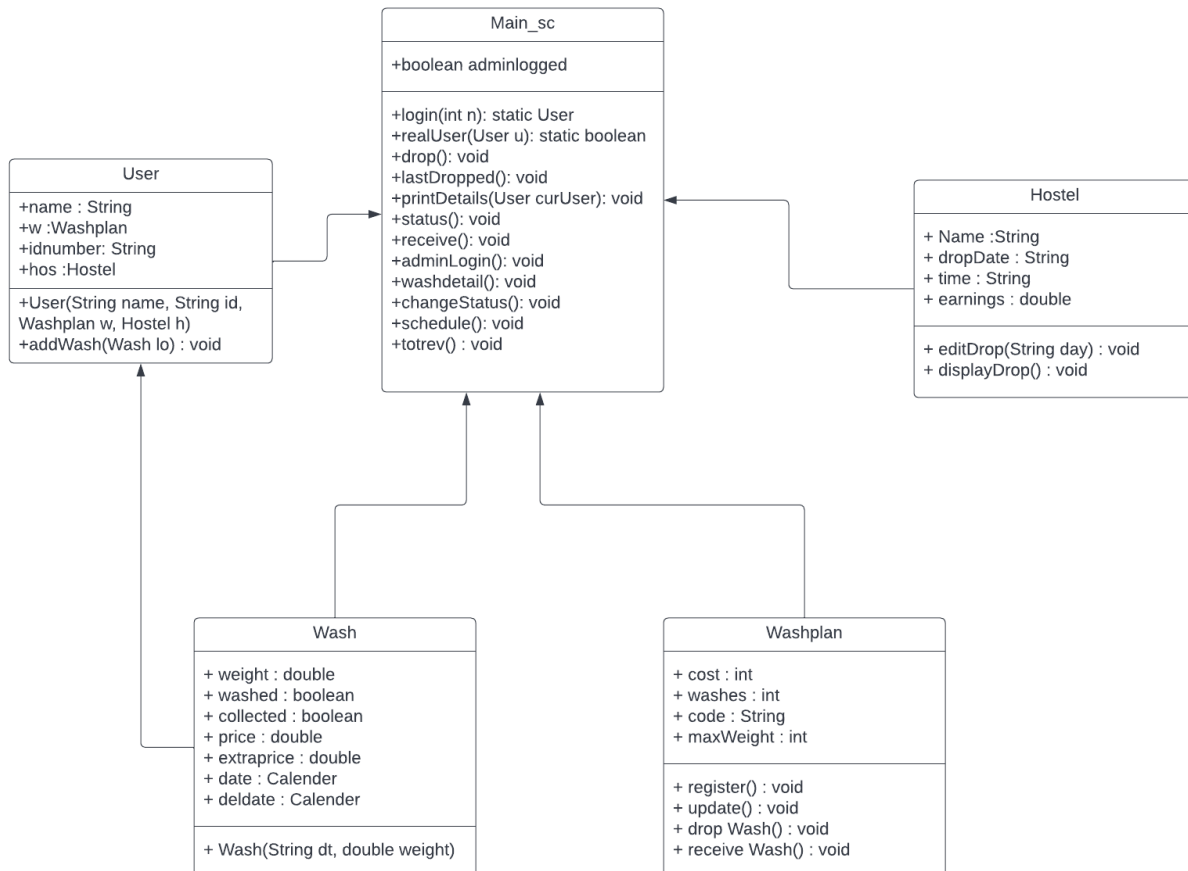 Main_sc
+boolean adminlogged
+login(int n): static User
+realUser(User u): static boolean
+drop(): void
+lastDropped(): void
+printDetails(User curUser): void
+status(): void
+receive(): void
+adminLogin(): void
+washdetail(): void
+changeStatus(): void
+schedule(): void
+totrev() : void
User
+name : String
+w :Washplan
+idnumber: String
+hos :Hostel
+User(String name, String id,
Washplan w, Hostel h)
+addWash(Wash lo) : void
Hostel
+ Name :String
+ dropDate : String
+ time : String
+ earnings : double
+ editDrop(String day) : void
+ displayDrop() : void
Wash
+ weight : double
+ washed : boolean
+ collected : boolean
+ price : double
+ extraprice : double
+ date : Calender
+ deldate : Calender
+ Wash(String dt, double weight)
Washplan
+ cost : int
+ washes : int
+ code : String
+ maxWeight : int
+ register() : void
+ update() : void
+ drop Wash() : void
+ receive Wash() : void